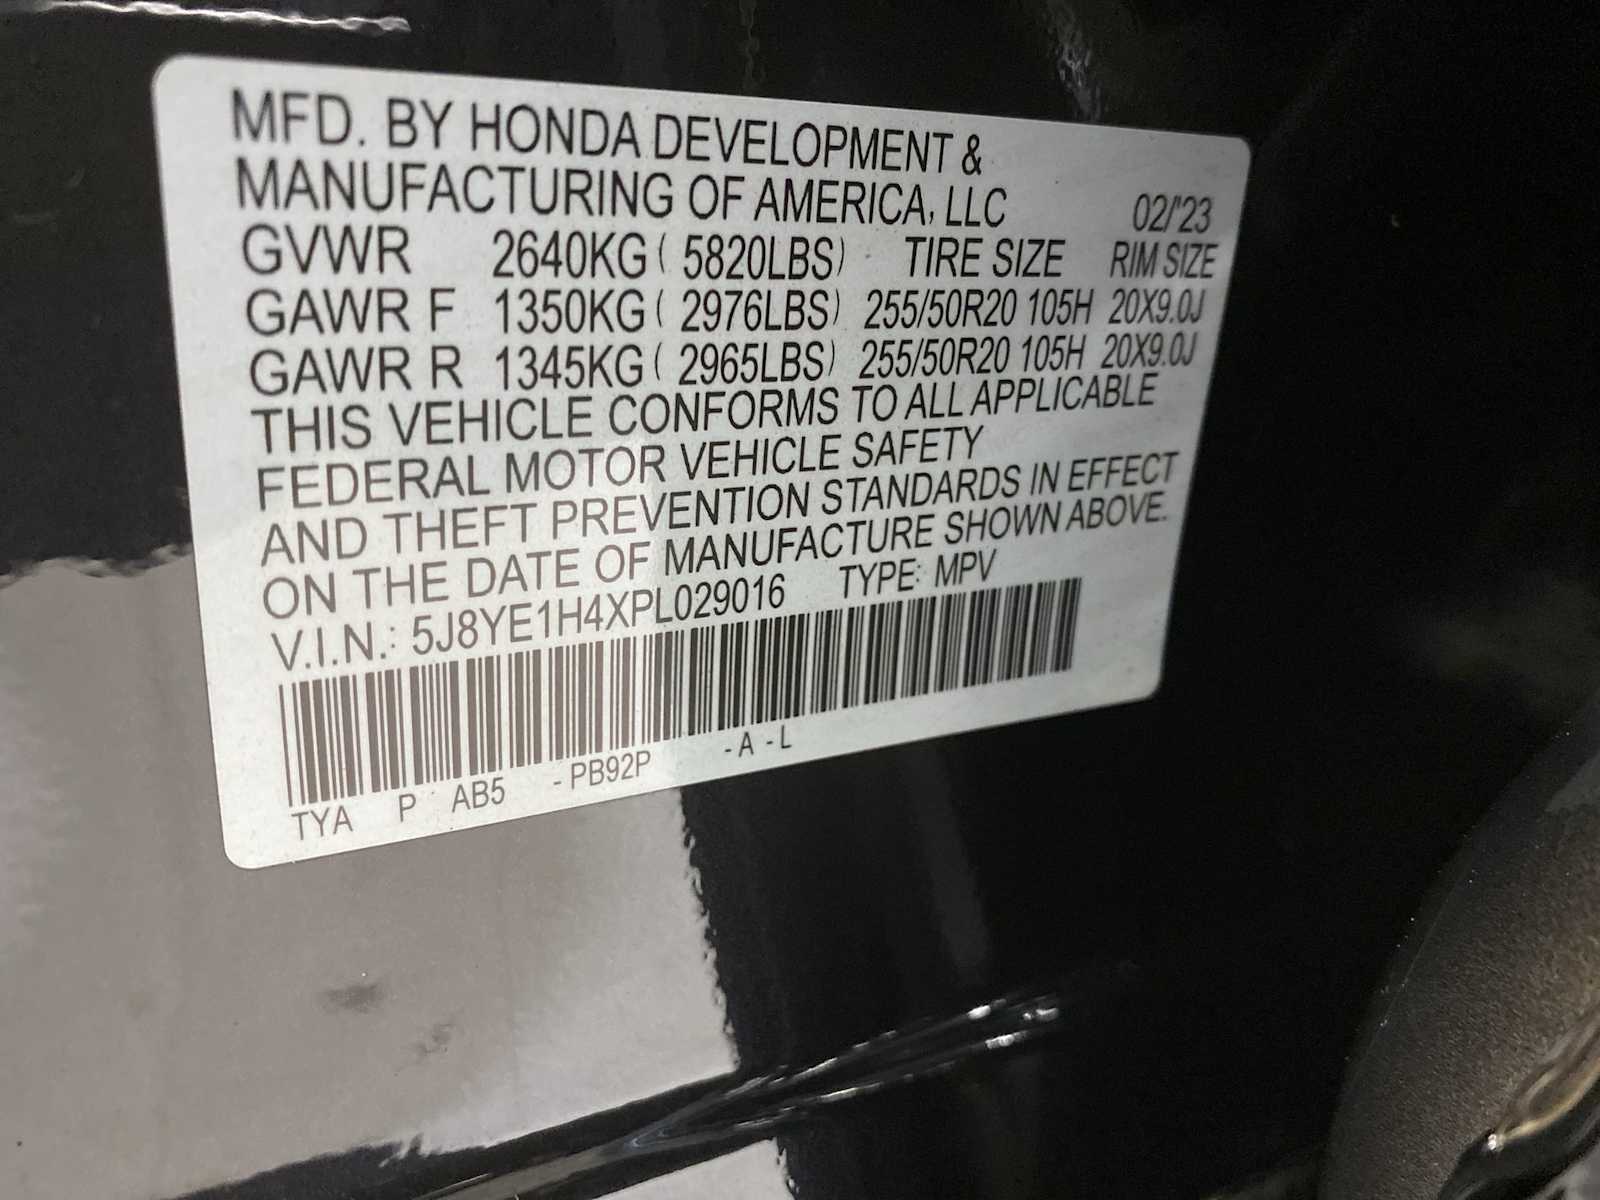 MFD. BY HONDA DEVELOPMENT &
MANUFACTURING OF AMERICA, LLC 02/'23
GVWR 2640KG ( 5820LBS) TIRE SIZE RIM SIZE
GAWR F 1350KG ( 2976LBS) 255/50R20 105H 20X9.0J
GAWR R 1345KG ( 2965LBS) 255/50R20 105H 20X9.0J
THIS VEHICLE CONFORMS TO ALL APPLICABLE
FEDERAL MOTOR VEHICLE SAFETY
AND THEFT PREVENTION STANDARDS IN EFFECT
ON THE DATE OF MANUFACTURE SHOWN ABOVE.
V.I.N.: 5J8YE1H4XPL029016 TYPE: MPV
TYA P AB5 -PB92P -A -L